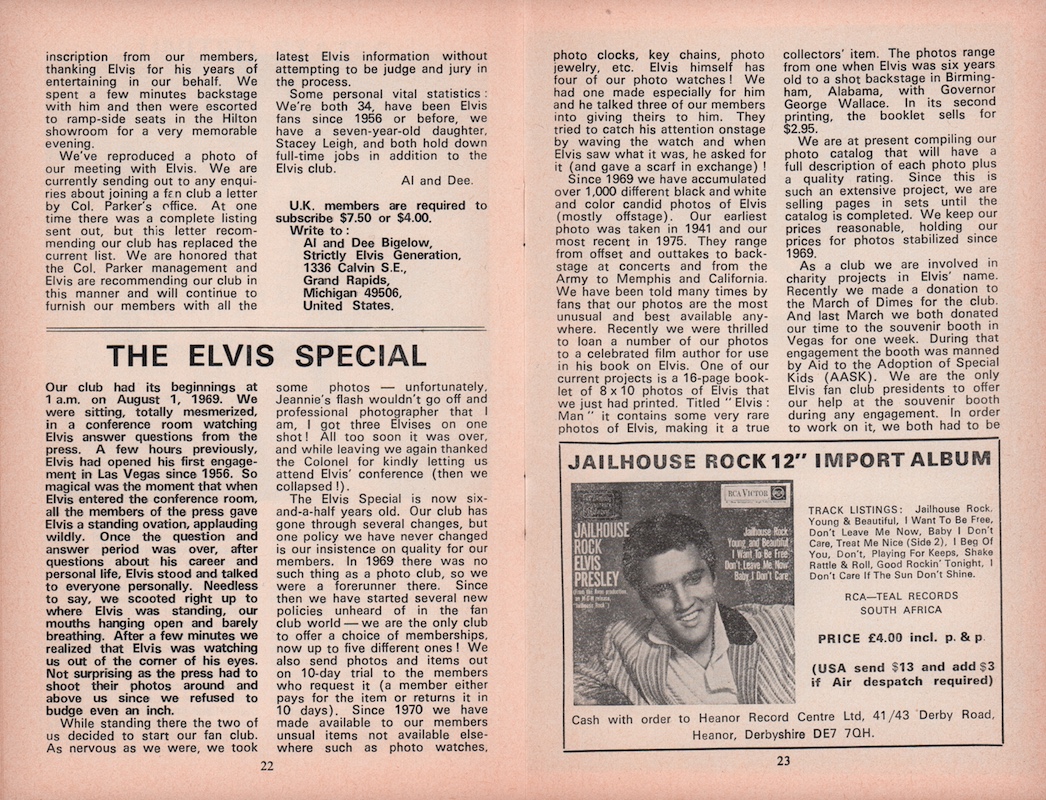 inscription from our members,
thanking Elvis for his years of
entertaining in our behalf. We
spent a few minutes backstage
with him and then were escorted
to ramp-side seats in the Hilton
showroom for a very memorable
evening.
We've reproduced a photo of
our meeting with Elvis. We are
currently sending out to any enqui-
ries about joining a fan club a letter
by Col. Parker's office. At one
time there was a complete listing
sent out, but this letter recom-
mending our club has replaced the
current list. We are honored that
the Col. Parker management and
Elvis are recommending our club in
this manner and will continue to
furnish our members with all the
latest Elvis information without
attempting to be judge and jury in
the process.
Some personal vital statistics :
We're both 34, have been Elvis
fans since 1956 or before, we
have a seven-year-old daughter,
Stacey Leigh, and both hold down
full-time jobs in addition to the
Elvis club.
Al and Dee.
U.K. members are required to
subscribe $7.50 or $4.00.
Write to :
Al and Dee Bigelow,
Strictly Elvis Generation,
1336 Calvin S.E.,
Grand Rapids,
Michigan 49506,
United States.
THE ELVIS SPECIAL
Our club had its beginnings at
1 a.m. on August 1, 1969. We
were sitting, totally mesmerized,
in a conference room watching
Elvis answer questions from the
press. A few hours previously,
Elvis had opened his first engage-
ment in Las Vegas since 1956. So
magical was the moment that when
Elvis entered the conference room,
all the members of the press gave
Elvis a standing ovation, applauding
wildly. Once the question and
answer period was over, after
questions about his career and
personal life, Elvis stood and talked
to everyone personally. Needless
to say, we scooted right up to
where Elvis was standing, our
mouths hanging open and barely
breathing. After a few minutes we
realized that Elvis was watching
us out of the corner of his eyes.
Not surprising as the press had to
shoot their photos around and
above us since we refused to
budge even an inch.
While standing there the two of
us decided to start our fan club.
As nervous as we were, we took
some photos — unfortunately,
Jeannie's flash wouldn't go off and
professional photographer that I
am, I got three Elvises on one
shot! All too soon it was over,
and while leaving we again thanked
the Colonel for kindly letting us
attend Elvis' conference (then we
collapsed !).
The Elvis Special is now six-
and-a-half years old. Our club has
gone through several changes, but
one policy we have never changed
is our insistence on quality for our
members. In 1969 there was no
such thing as a photo club, so we
were a forerunner there. Since
then we have started several new
policies unheard of in the fan
club world — we are the only club
to offer a choice of memberships,
now up to five different ones ! We
also send photos and items out
on 10-day trial to the members
who request it (a member either
pays for the item or returns it in
10 days). Since 1970 we have
made available to our members
unusual items not available else-
where such as photo watches,
22
photo clocks, key chains, photo
jewelry, etc. Elvis himself has
four of our photo watches ! We
had one made especially for him
and he talked three of our members
into giving theirs to him. They
tried to catch his attention onstage
by waving the watch and when
Elvis saw what it was, he asked for
it (and gave a scarf in exchange) !
Since 1969 we have accumulated
over 1,000 different black and white
and color candid photos of Elvis
(mostly offstage). Our earliest
photo was taken in 1941 and our
most recent in 1975. They range
from offset and outtakes to back-
stage at concerts and from the
Army to Memphis and California.
We have been told many times by
fans that our photos are the most
unusual and best available any-
where. Recently we were thrilled
to loan a number of our photos
to a celebrated film author for use
in his book on Elvis. One of our
current projects is a 16-page book-
let of 8 x 10 photos of Elvis that
we just had printed. Titled " Elvis :
Man " it contains some very rare
photos of Elvis, making it a true
collectors' item. The photos range
from one when Elvis was six years
old to a shot backstage in Birming-
ham, Alabama, with Governor
George Wallace. In its second
printing, the booklet sells for
$2.95.
We are at present compiling our
photo catalog that will have a
full description of each photo plus
a quality rating. Since this is
such an extensive project, we are
selling pages in sets until the
catalog is completed. We keep our
prices reasonable, holding our
prices for photos stabilized since
1969.
As a club we are involved in
charity projects in Elvis' name.
Recently we made a donation to
the March of Dimes for the club.
And last March we both donated
our time to the souvenir booth in
Vegas for one week. During that
engagement the booth was manned
by Aid to the Adoption of Special
Kids (AASK). We are the only
Elvis fan club presidents to offer
our help at the souvenir booth
during any engagement. In order
to work on it, we both had to be
JAILHOUSE ROCK 12" IMPORT ALBUM
RCA VICTOR
JAILHOUSE
ROCK
ELVIS
PRESLEY
Jailhouse Rock
Young and Beautiful
I Want To Be Free
Don't Leave Me Now
Baby I Don't Care
TRACK LISTINGS: Jailhouse Rock,
Young & Beautiful, I Want To Be Free,
Don't Leave Me Now, Baby I Don't
Care, Treat Me Nice (Side 2). I Beg Of
You, Don't, Playing For Keeps, Shake
Rattle & Roll, Good Rockin' Tonight, I
Don't Care If The Sun Don't Shine.
RCA—TEAL RECORDS
SOUTH AFRICA
PRICE £4.00 incl. p. & p.
(USA send $13 and add $3
if Air despatch required)
Cash with order to Heanor Record Centre Ltd, 41/43 Derby Road,
Heanor, Derbyshire DE7 7QH.
23